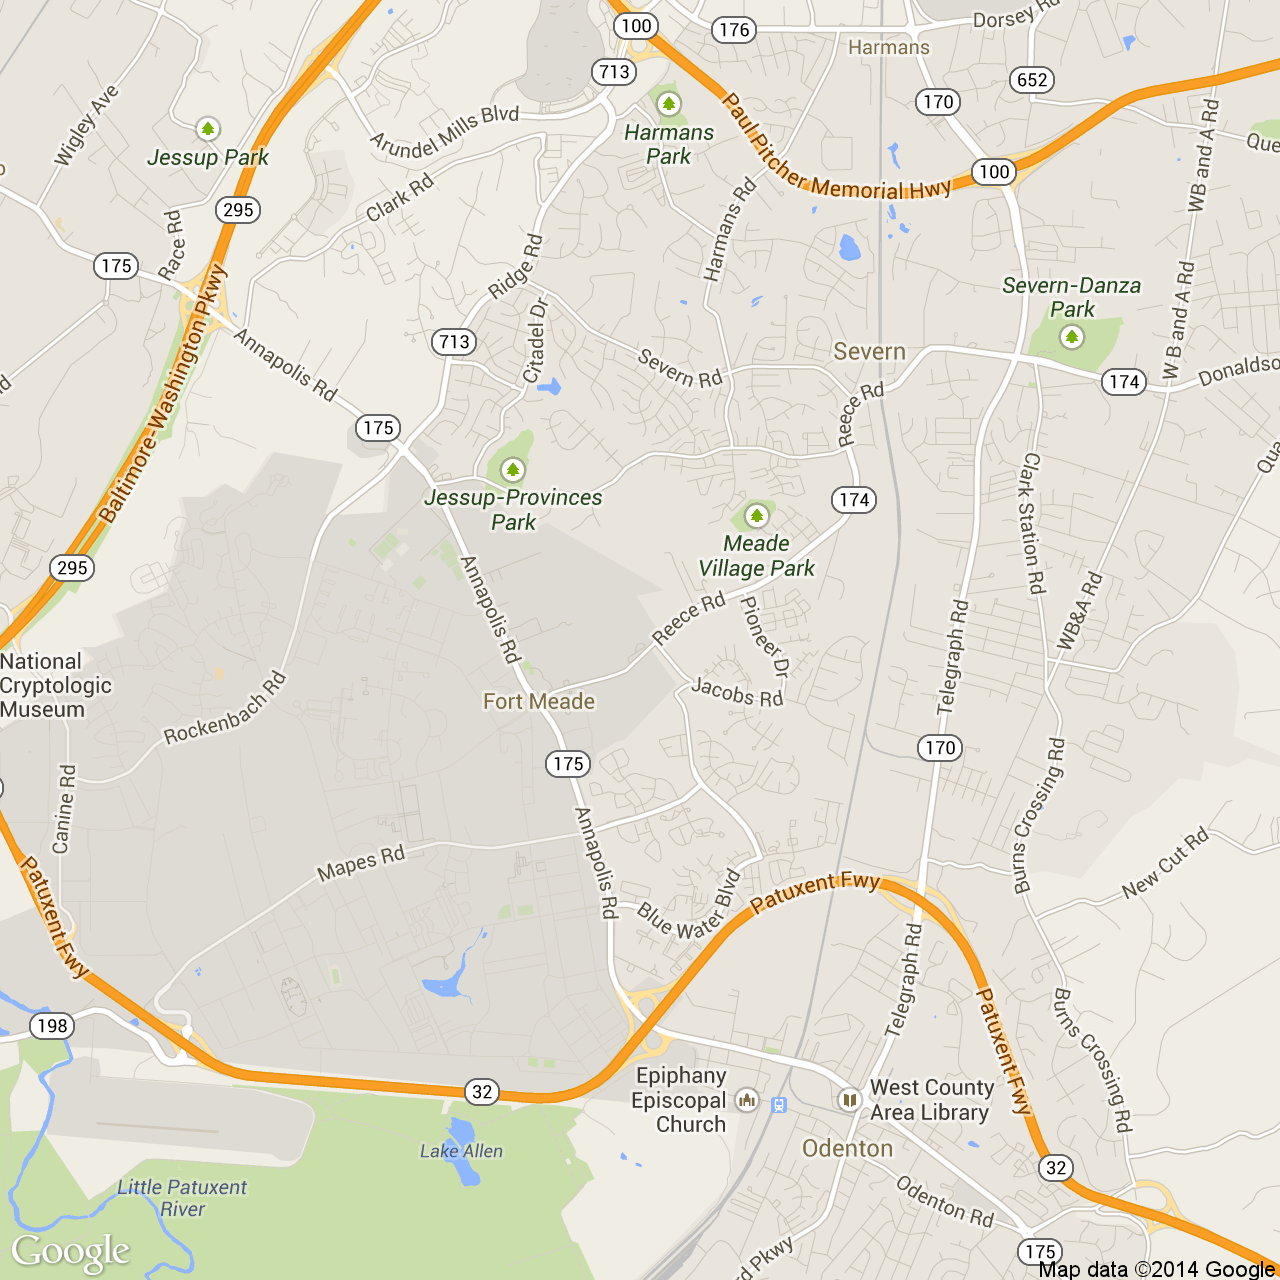 100
176
Dorsey Rd
Harmans
713
652
170
Wigley Ave
Arundel Mills Blvd
Jessup Park
Harmans
Park
Paul Pitcher Memorial Hwy
100
WB and A Rd
Que
295
Clark Rd
Race Rd
Harmans Rd
175
Ridge Rd
Severn-Danza
Park
Baltimore-Washington Pkwy
Annapolis Rd
713
Citadel Dr
Severn Rd
Severn
W B and A Rd
174
Donaldso
175
Reece Rd
Jessup-Provinces
Park
174
Clark Station Rd
Qua
Meade
Village Park
295
Annapolis Rd
Reece Rd
Pioneer Dr
Telegraph Rd
WB&A Rd
National
Cryptologic
Museum
Rockenbach Rd
Fort Meade
Jacobs Rd
170
175
Canine Rd
Burns Crossing Rd
Mapes Rd
Annapolis Rd
New Cut Rd
Patuxent Fwy
Blue Water Blvd
Patuxent Fwy
Telegraph Rd
198
Patuxent Fwy
Burns Crossing Rd
32
Epiphany
Episcopal
Church
West County
Area Library
Lake Allen
Odenton
32
Little Patuxent
River
Odenton Rd
175
rd Pkwy
Google
Map data ©2014 Google